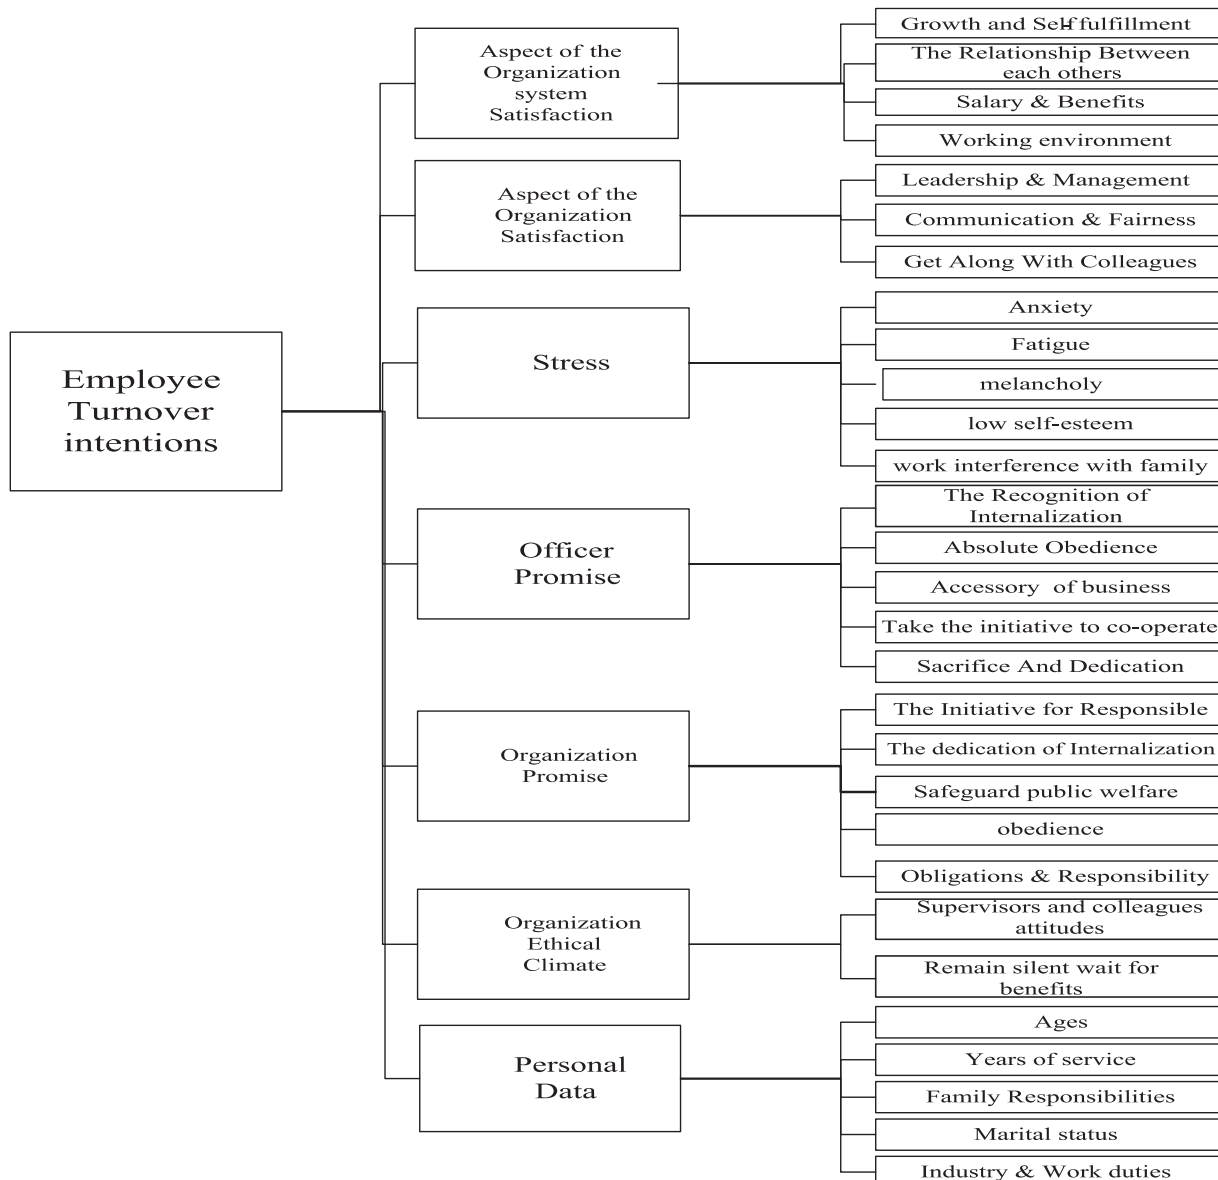 Employee
Turnover
intentions
Aspect of the
Organization
system
Satisfaction
Growth and Self-fulfillment
The Relationship Between
each others
Salary & Benefits
Working environment
Aspect of the
Organization
Satisfaction
Leadership & Management
Communication & Fairness
Get Along With Colleagues
Stress
Anxiety
Fatigue
melancholy
low self-esteem
work interference with family
Officer
Promise
The Recognition of
Internalization
Absolute Obedience
Accessory of business
Take the initiative to co-operate
Sacrifice And Dedication
Organization
Promise
The Initiative for Responsible
The dedication of Internalization
Safeguard public welfare
obedience
Obligations & Responsibility
Organization
Ethical
Climate
Supervisors and colleagues
attitudes
Remain silent wait for
benefits
Personal
Data
Ages
Years of service
Family Responsibilities
Marital status
Industry & Work duties